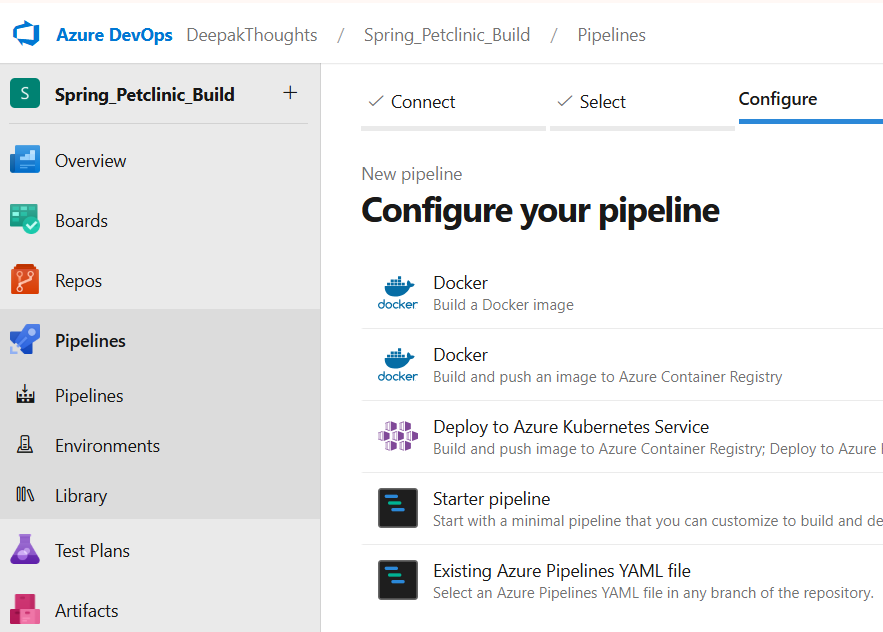 Azure DevOps DeepakThoughts / Spring_Petclinic_Build / Pipelines
S Spring_Petclinic_Build +
Overview
Boards
Repos
Pipelines
Pipelines
Environments
Library
Test Plans
Artifacts
Connect Select Configure
New pipeline
Configure your pipeline
docker
Docker
Build a Docker image
docker
Docker
Build and push an image to Azure Container Registry
Deploy to Azure Kubernetes Service
Build and push image to Azure Container Registry; Deploy to Azure
Starter pipeline
Start with a minimal pipeline that you can customize to build and de
Existing Azure Pipelines YAML file
Select an Azure Pipelines YAML file in any branch of the repository.